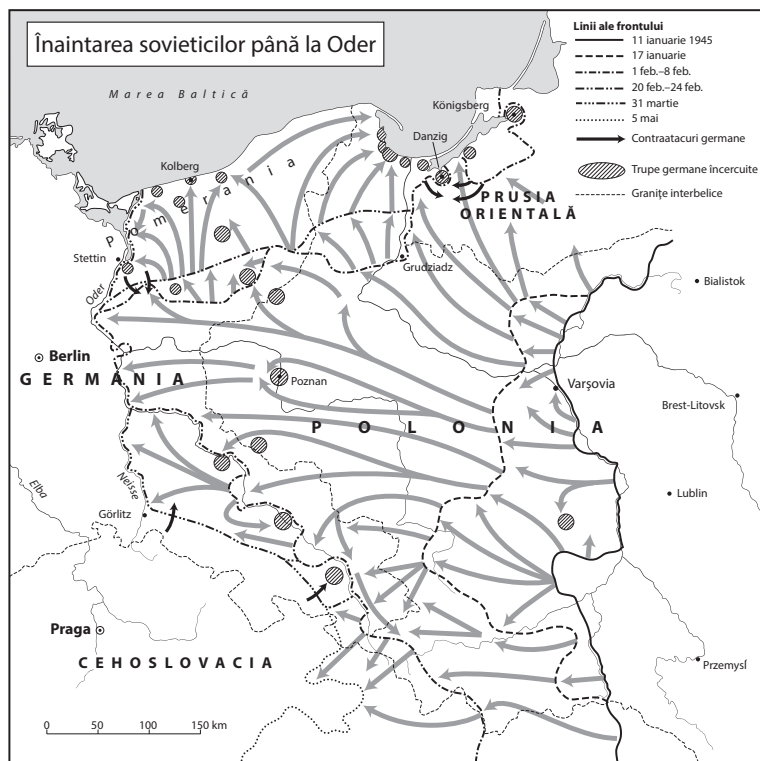 Înaintarea sovieticilor până la Oder
Linii ale frontului
11 ianuarie 1945
17 ianuarie
1 feb.–8 feb.
20 feb.–24 feb.
31 martie
5 mai
Contraatacuri germane
Trupe germane încercuite
Granițe interbelice
Marea Baltică
Königsberg
Danzig
Kolberg
Pomerania
PRUSIA
ORIENTALĂ
Stettin
Grudziadz
Oder
Bialistok
Berlin
GERMANIA
Poznan
Varșovia
Brest-Litovsk
POLONIA
Elba
Neisse
Lublin
Görlitz
Praga
CEHOSLOVACIA
Przemysl
0 50 100 150 km